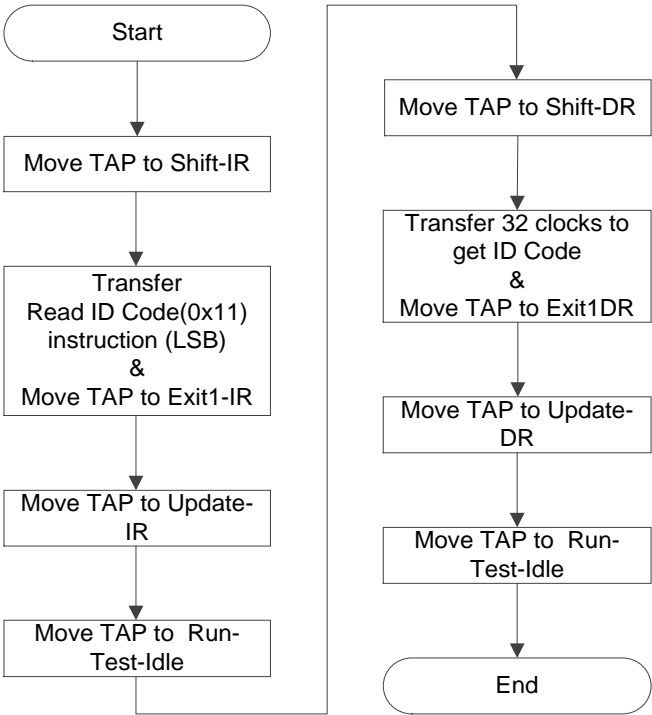 Start
Move TAP to Shift-IR
Transfer
Read ID Code(0x11)
instruction (LSB)
&
Move TAP to Exit1-IR
Move TAP to Update-
IR
Move TAP to  Run-
Test-Idle
Move TAP to Shift-DR
Transfer 32 clocks to
get ID Code
&
Move TAP to Exit1DR
Move TAP to Update-
DR
Move TAP to  Run-
Test-Idle
End